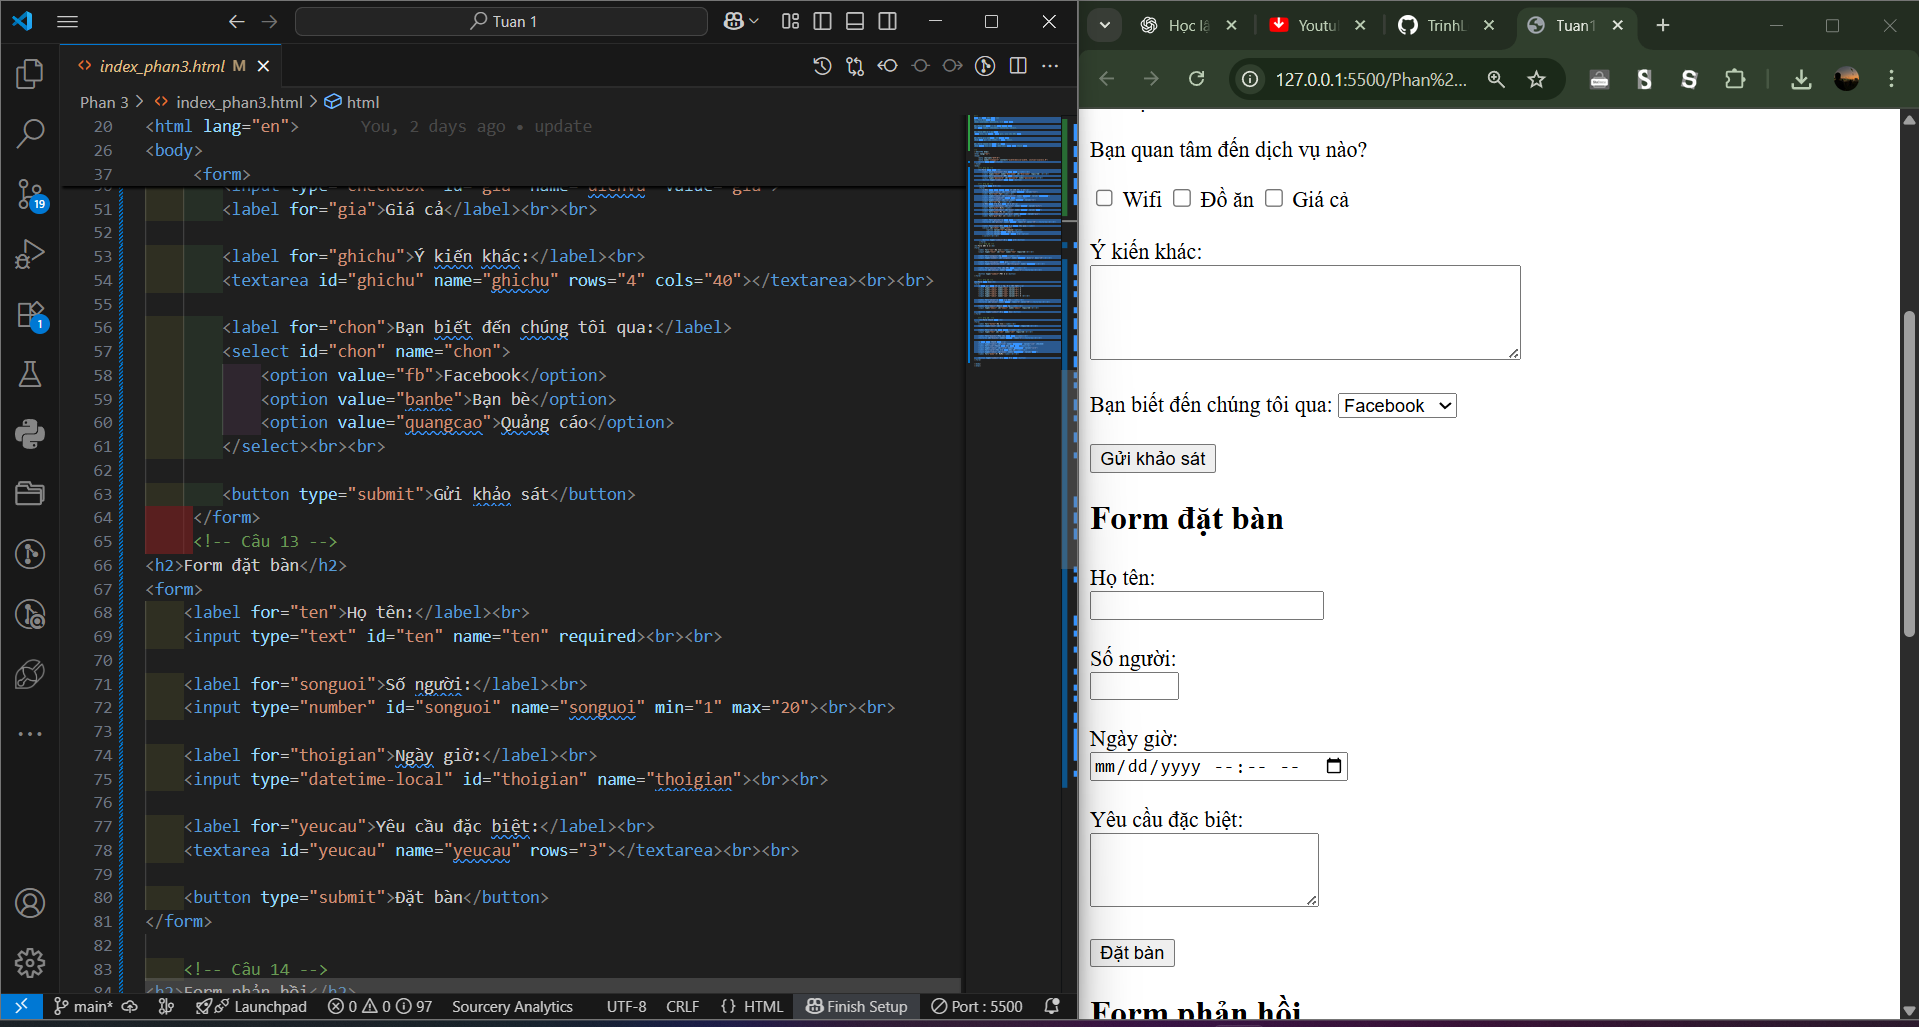 Tuan 1
index_phan3.html M
Phan 3 > index_phan3.html > html
20 <html lang="en"> You, 2 days ago • update
26 <body>
37 <form>
51 <label for="gia">Giá cả</label><br><br>
52
53 <label for="ghichu">Ý kiến khác:</label><br>
54 <textarea id="ghichu" name="ghichu" rows="4" cols="40"></textarea><br><br>
55
56 <label for="chon">Bạn biết đến chúng tôi qua:</label>
57 <select id="chon" name="chon">
58 <option value="fb">Facebook</option>
59 <option value="banbe">Bạn bè</option>
60 <option value="quangcao">Quảng cáo</option>
61 </select><br><br>
62
63 <button type="submit">Gửi khảo sát</button>
64 </form>
65 <!-- Câu 13 -->
66 <h2>Form đặt bàn</h2>
67 <form>
68 <label for="ten">Họ tên:</label><br>
69 <input type="text" id="ten" name="ten" required><br><br>
70
71 <label for="songuoi">Số người:</label><br>
72 <input type="number" id="songuoi" name="songuoi" min="1" max="20"><br><br>
73
74 <label for="thoigian">Ngày giờ:</label><br>
75 <input type="datetime-local" id="thoigian" name="thoigian"><br><br>
76
77 <label for="yeucau">Yêu cầu đặc biệt:</label><br>
78 <textarea id="yeucau" name="yeucau" rows="3"></textarea><br><br>
79
80 <button type="submit">Đặt bàn</button>
81 </form>
82
83 <!-- Câu 14 -->
84 <h2>Form phản hồi</h2>
19
1
main* Launchpad 0 0 97 Sourcery Analytics UTF-8 CRLF {} HTML Finish Setup Port : 5500
Học lậ Youtu TrinhL Tuan1
127.0.0.1:5500/Phan%2...
Bạn quan tâm đến dịch vụ nào?
Wifi Đồ ăn Giá cả
Ý kiến khác:
Bạn biết đến chúng tôi qua: Facebook
Gửi khảo sát
Form đặt bàn
Họ tên:
Số người:
Ngày giờ:
mm/dd/yyyy --:-- --
Yêu cầu đặc biệt:
Đặt bàn
Form phản hồi